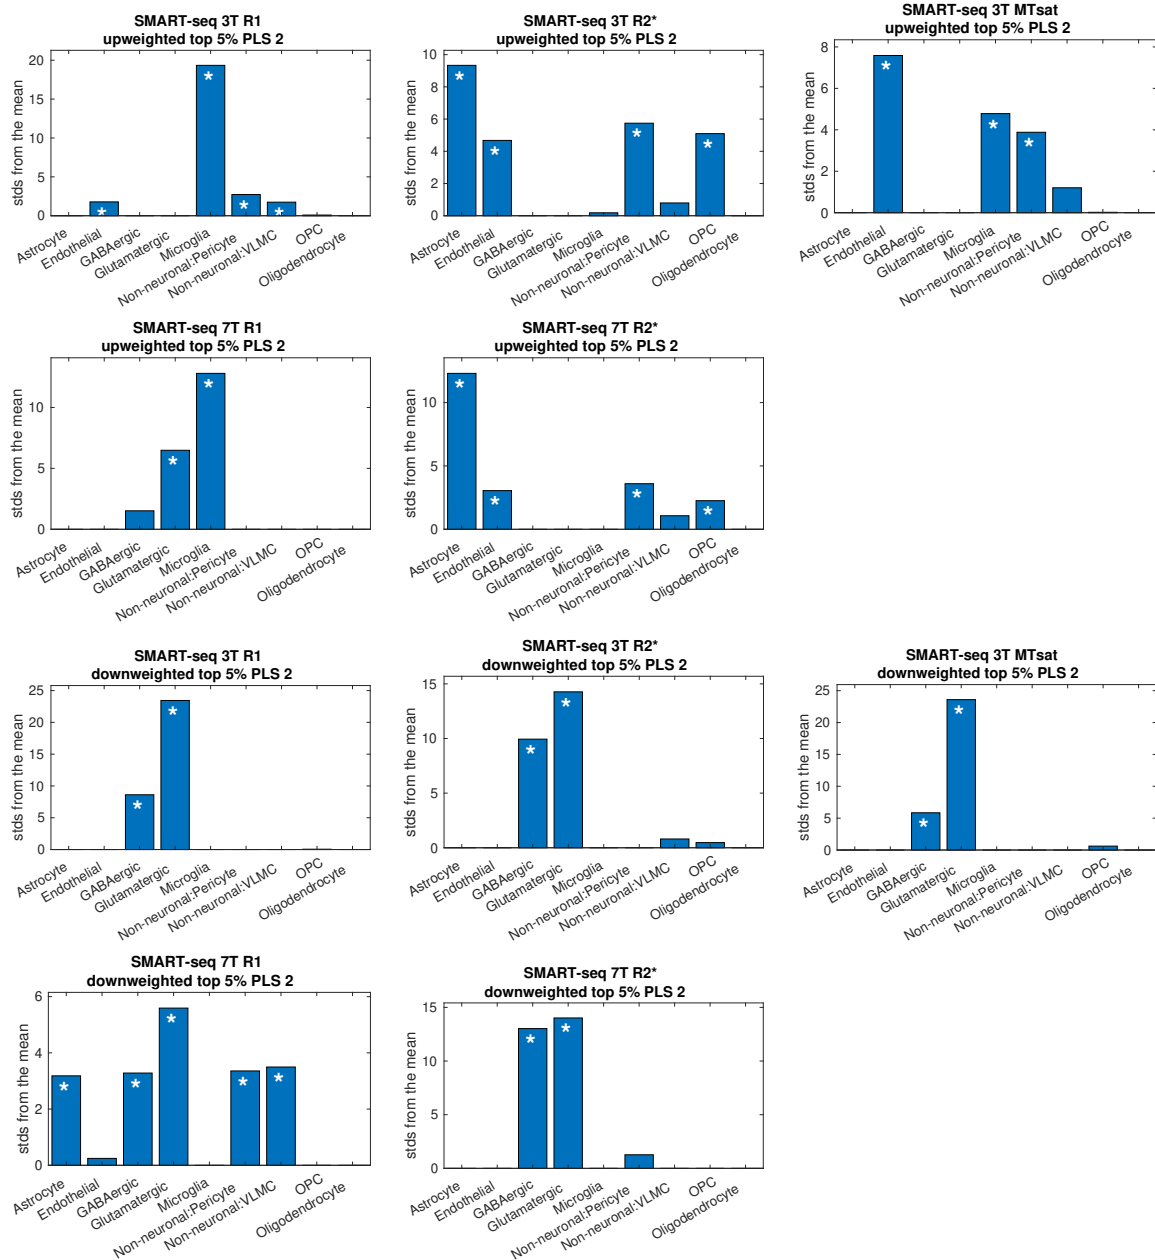 SMART-seq 3T R1
upweighted top 5% PLS 2
stds from the mean
20
15
10
5
0
Astrocyte
Endothelial
GABAergic
Glutamatergic
Microglia
Non-neuronal:Pericyte
Non-neuronal:VLMC
OPC
Oligodendrocyte
*
*
*
*
SMART-seq 3T R2*
upweighted top 5% PLS 2
stds from the mean
10
8
6
4
2
0
Astrocyte
Endothelial
GABAergic
Glutamatergic
Microglia
Non-neuronal:Pericyte
Non-neuronal:VLMC
OPC
Oligodendrocyte
*
*
*
*
SMART-seq 3T MTsat
upweighted top 5% PLS 2
stds from the mean
8
6
4
2
0
Astrocyte
Endothelial
GABAergic
Glutamatergic
Microglia
Non-neuronal:Pericyte
Non-neuronal:VLMC
OPC
Oligodendrocyte
*
*
*
SMART-seq 7T R1
upweighted top 5% PLS 2
stds from the mean
10
5
0
Astrocyte
Endothelial
GABAergic
Glutamatergic
Microglia
Non-neuronal:Pericyte
Non-neuronal:VLMC
OPC
Oligodendrocyte
*
*
SMART-seq 7T R2*
upweighted top 5% PLS 2
stds from the mean
10
5
0
Astrocyte
Endothelial
GABAergic
Glutamatergic
Microglia
Non-neuronal:Pericyte
Non-neuronal:VLMC
OPC
Oligodendrocyte
*
*
*
*
SMART-seq 3T R1
downweighted top 5% PLS 2
stds from the mean
25
20
15
10
5
0
Astrocyte
Endothelial
GABAergic
Glutamatergic
Microglia
Non-neuronal:Pericyte
Non-neuronal:VLMC
OPC
Oligodendrocyte
*
*
SMART-seq 3T R2*
downweighted top 5% PLS 2
stds from the mean
15
10
5
0
Astrocyte
Endothelial
GABAergic
Glutamatergic
Microglia
Non-neuronal:Pericyte
Non-neuronal:VLMC
OPC
Oligodendrocyte
*
*
SMART-seq 3T MTsat
downweighted top 5% PLS 2
stds from the mean
25
20
15
10
5
0
Astrocyte
Endothelial
GABAergic
Glutamatergic
Microglia
Non-neuronal:Pericyte
Non-neuronal:VLMC
OPC
Oligodendrocyte
*
*
SMART-seq 7T R1
downweighted top 5% PLS 2
stds from the mean
6
4
2
0
Astrocyte
Endothelial
GABAergic
Glutamatergic
Microglia
Non-neuronal:Pericyte
Non-neuronal:VLMC
OPC
Oligodendrocyte
*
*
*
*
*
SMART-seq 7T R2*
downweighted top 5% PLS 2
stds from the mean
15
10
5
0
Astrocyte
Endothelial
GABAergic
Glutamatergic
Microglia
Non-neuronal:Pericyte
Non-neuronal:VLMC
OPC
Oligodendrocyte
*
*